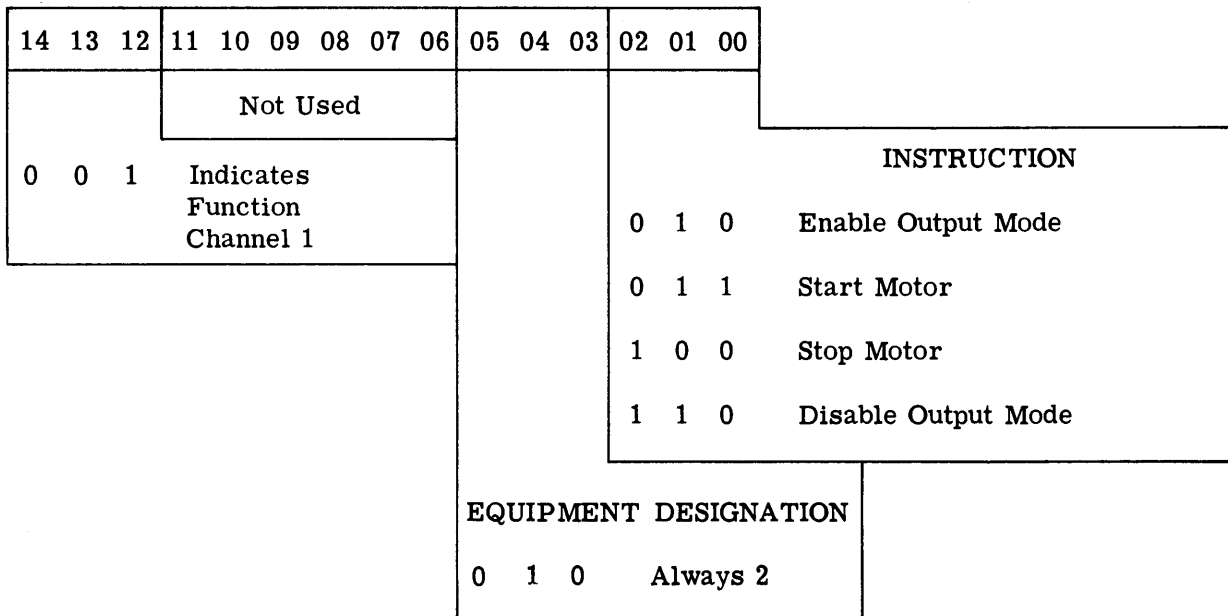 14 13 12 11 10 09 08 07 06 05 04 03 02 01 00
Not Used
0 0 1 Indicates
Function
Channel 1
INSTRUCTION
0 1 0 Enable Output Mode
0 1 1 Start Motor
1 0 0 Stop Motor
1 1 0 Disable Output Mode
EQUIPMENT DESIGNATION
0 1 0 Always 2